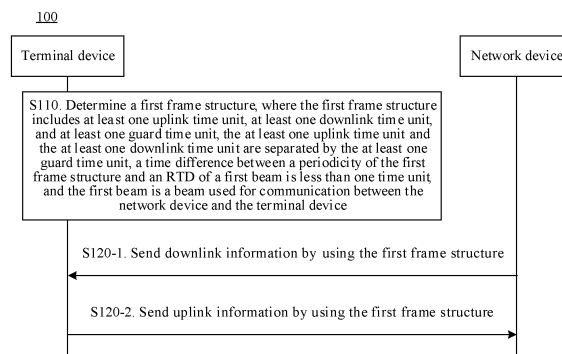 100
Terminal device
Network device
S110. Determine a first frame structure, where the first frame structure
includes at least one uplink time unit, at least one downlink time unit,
and at least one guard time unit, the at least one uplink time unit and
the at least one downlink time unit are separated by the at least one
guard time unit, a time difference between a periodicity of the first
frame structure and an RTD of a first beam is less than one time unit,
and the first beam is a beam used for communication between the
network device and the terminal device
S120-1. Send downlink information by using the first frame structure
S120-2. Send uplink information by using the first frame structure